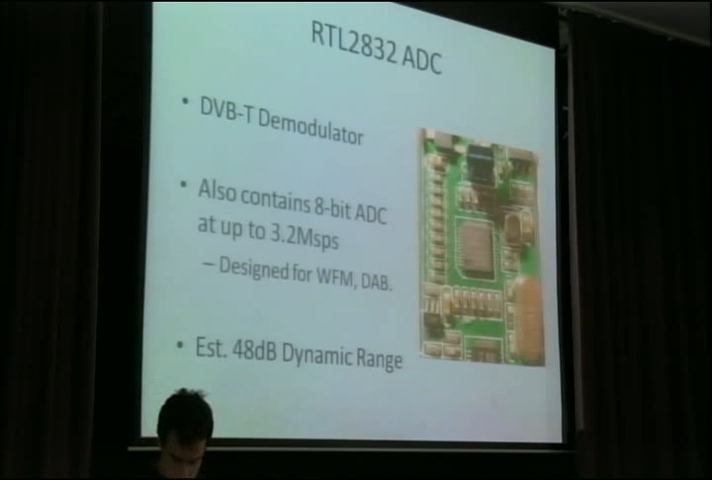 RTL2832 ADC
• DVB-T Demodulator
• Also contains 8-bit ADC
at up to 3.2Msps
– Designed for WFM, DAB.
• Est. 48dB Dynamic Range